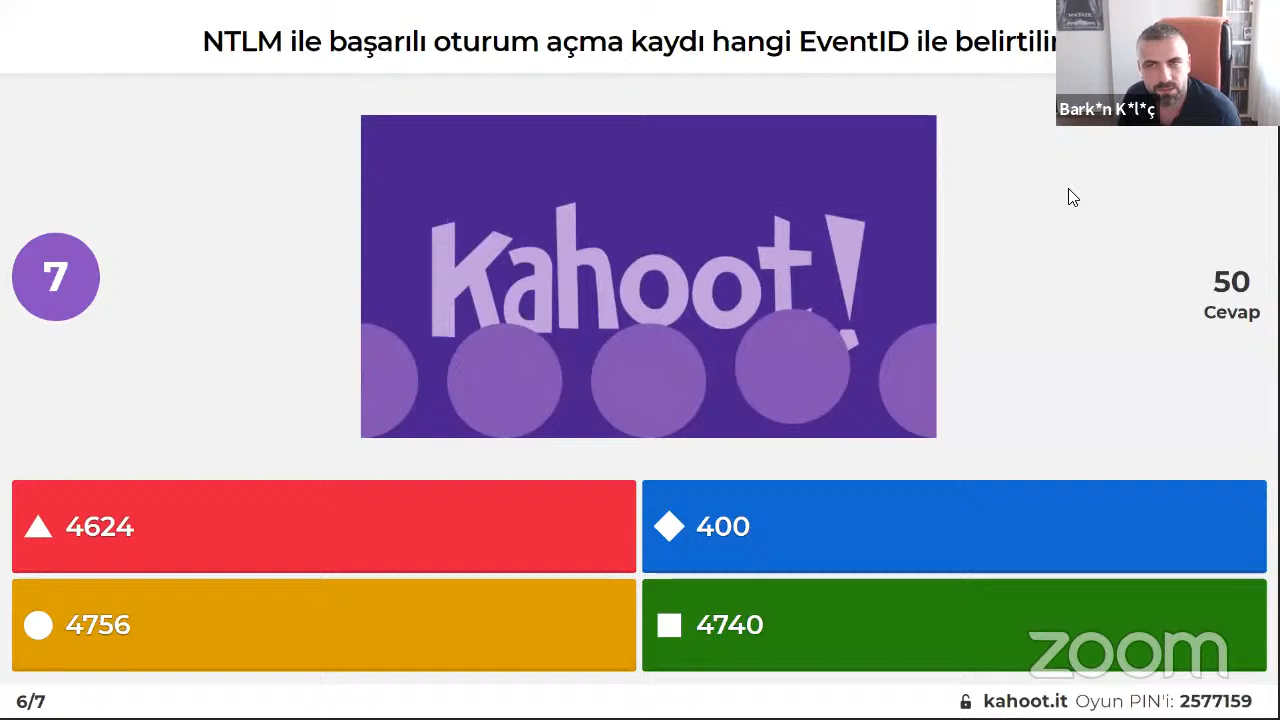 NTLM ile başarılı oturum açma kaydı hangi EventID ile belirtilir
Bark*n K*l*ç
Kahoot!
7
50
Cevap
4624
400
4756
4740
zoom
6/7
kahoot.it Oyun PIN'i: 2577159